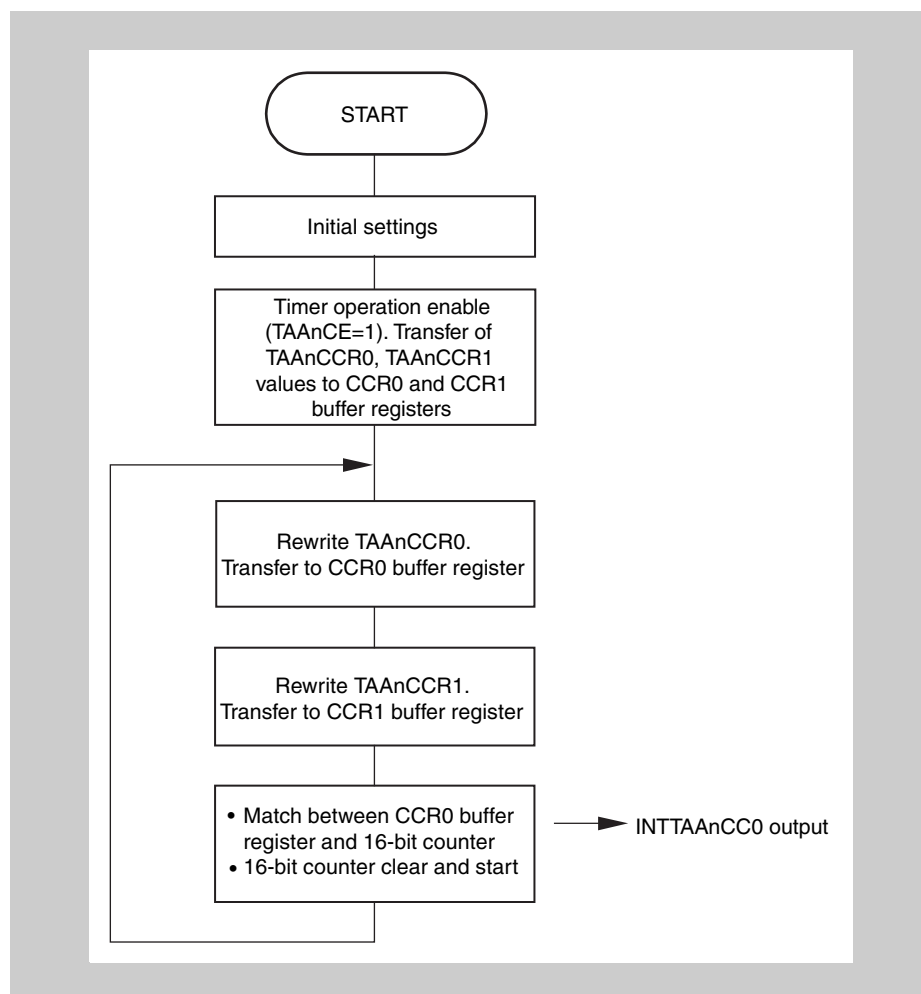 START
Initial settings
Timer operation enable
(TAAnCE=1). Transfer of
TAAnCCR0, TAAnCCR1
values to CCR0 and CCR1
buffer registers
Rewrite TAAnCCR0.
Transfer to CCR0 buffer register
Rewrite TAAnCCR1.
Transfer to CCR1 buffer register
• Match between CCR0 buffer
register and 16-bit counter
• 16-bit counter clear and start
INTTAAnCC0 output